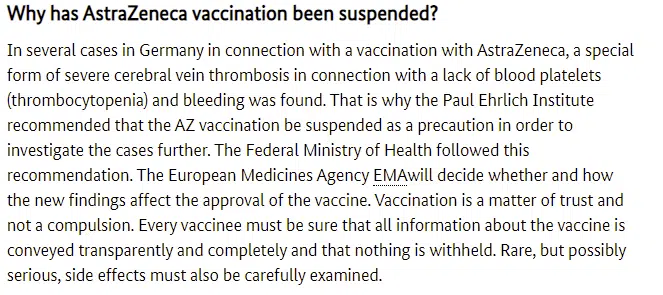 Why has AstraZeneca vaccination been suspended?
In several cases in Germany in connection with a vaccination with AstraZeneca, a special
form of severe cerebral vein thrombosis in connection with a lack of blood platelets
(thrombocytopenia) and bleeding was found. That is why the Paul Ehrlich Institute
recommended that the AZ vaccination be suspended as a precaution in order to
investigate the cases further. The Federal Ministry of Health followed this
recommendation. The European Medicines Agency EMAwill decide whether and how
the new findings affect the approval of the vaccine. Vaccination is a matter of trust and
not a compulsion. Every vaccinee must be sure that all information about the vaccine is
conveyed transparently and completely and that nothing is withheld. Rare, but possibly
serious, side effects must also be carefully examined.